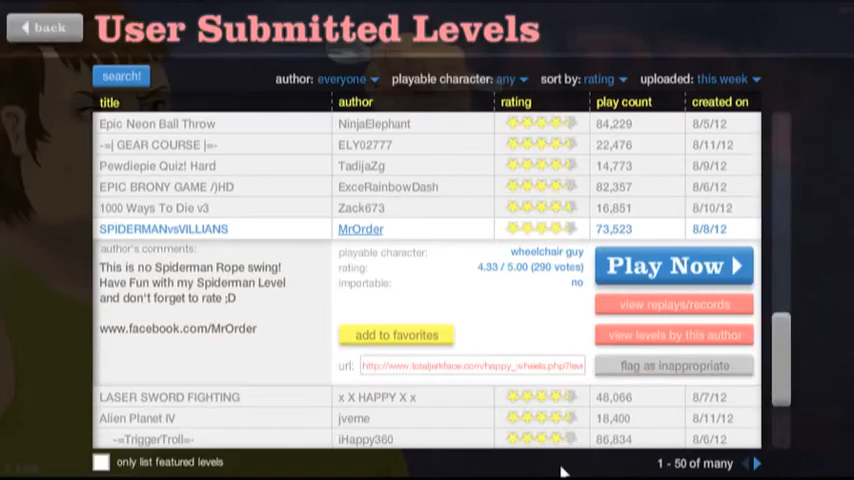 back
User Submitted Levels
search!
author: everyone playable character: any sort by: rating uploaded: this week
title author rating play count created on
Epic Neon Ball Throw NinjaElephant 84,229 8/5/12
-=| GEAR COURSE |=- ELY02777 22,476 8/11/12
Pewdiepie Quiz! Hard TadijaZg 14,773 8/9/12
EPIC BRONY GAME /)HD ExceRainbowDash 82,357 8/6/12
1000 Ways To Die v3 Zack673 16,851 8/10/12
SPIDERMANvsVILLIANS MrOrder 73,523 8/8/12
author's comments:
This is no Spiderman Rope swing!
Have Fun with my Spiderman Level
and don't forget to rate ;D
www.facebook.com/MrOrder
playable character: wheelchair guy
rating: 4.33 / 5.00 (290 votes)
importable: no
add to favorites
url: http://www.totaljerkface.com/happy_wheels.php?leve
Play Now
view replays/records
view levels by this author
flag as inappropriate
LASER SWORD FIGHTING x X HAPPY X x 48,066 8/7/12
Alien Planet IV jverne 18,400 8/11/12
-=TriggerTroll=- iHappy360 86,834 8/6/12
only list featured levels
1 - 50 of many